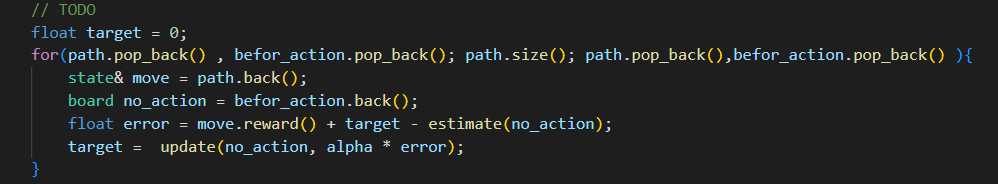 // TODO
float target = 0;
for(path.pop_back() , befor_action.pop_back(); path.size(); path.pop_back(),befor_action.pop_back() ){
    state& move = path.back();
    board no_action = befor_action.back();
    float error = move.reward() + target - estimate(no_action);
    target =  update(no_action, alpha * error);
}